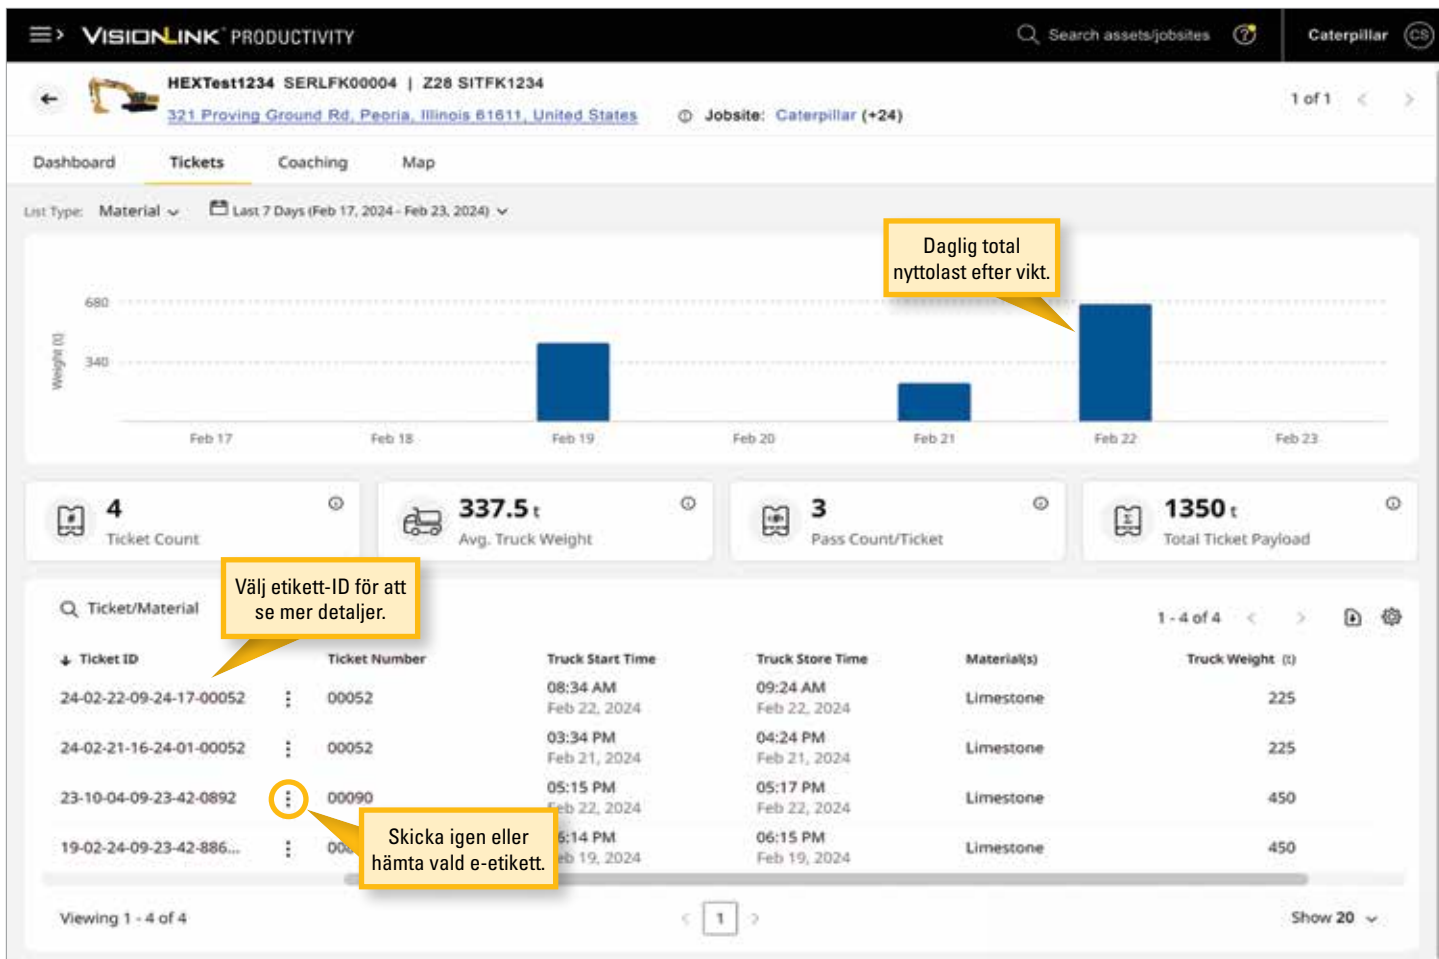 VISIONLINK PRODUCTIVITY
Search assets/jobsites
Caterpillar CS
HEXTest1234 SERLFK00004 | Z28 SITFK1234
321 Proving Ground Rd, Peoria, Illinois 61611, United States
Jobsite: Caterpillar (+24)
1 of 1
Dashboard Tickets Coaching Map
List Type: Material
Last 7 Days (Feb 17, 2024 - Feb 23, 2024)
Daglig total
nyttolast efter vikt.
680
340
Weight (t)
Feb 17 Feb 18 Feb 19 Feb 20 Feb 21 Feb 22 Feb 23
4
Ticket Count
337.5 t
Avg. Truck Weight
3
Pass Count/Ticket
1350 t
Total Ticket Payload
Välj etikett-ID för att
se mer detaljer.
Ticket/Material
1 - 4 of 4
Ticket ID Ticket Number Truck Start Time Truck Store Time Material(s) Truck Weight (t)
24-02-22-09-24-17-00052 00052 08:34 AM 09:24 AM Limestone 225
Feb 22, 2024 Feb 22, 2024
24-02-21-16-24-01-00052 00052 03:34 PM 04:24 PM Limestone 225
Feb 21, 2024 Feb 21, 2024
23-10-04-09-23-42-0892 00090 05:15 PM 05:17 PM Limestone 450
Feb 22, 2024 Feb 22, 2024
19-02-24-09-23-42-886... 6:14 PM 06:15 PM Limestone 450
19, 2024 Feb 19, 2024
Skicka igen eller
hämta vald e-etikett.
Viewing 1 - 4 of 4
1
Show 20